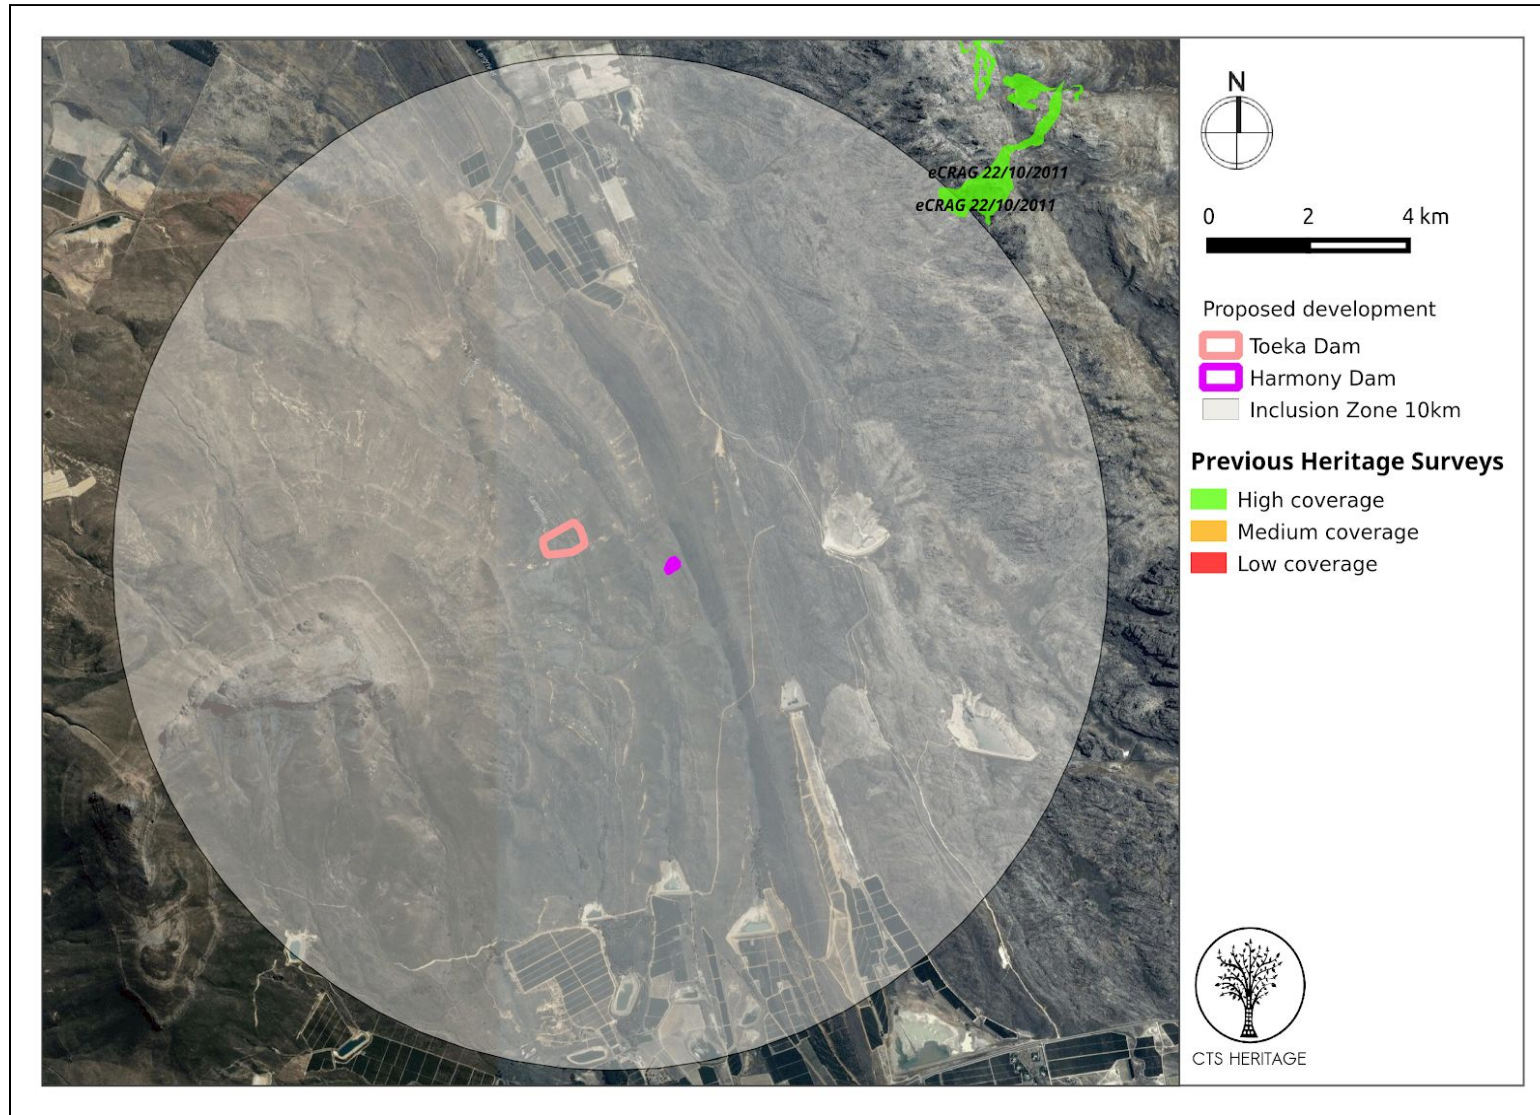 N
0 2 4 km
Proposed development
Toeka Dam
Harmony Dam
Inclusion Zone 10km
Previous Heritage Surveys
High coverage
Medium coverage
Low coverage
eCRAG 22/10/2011
eCRAG 22/10/2011
CTS HERITAGE